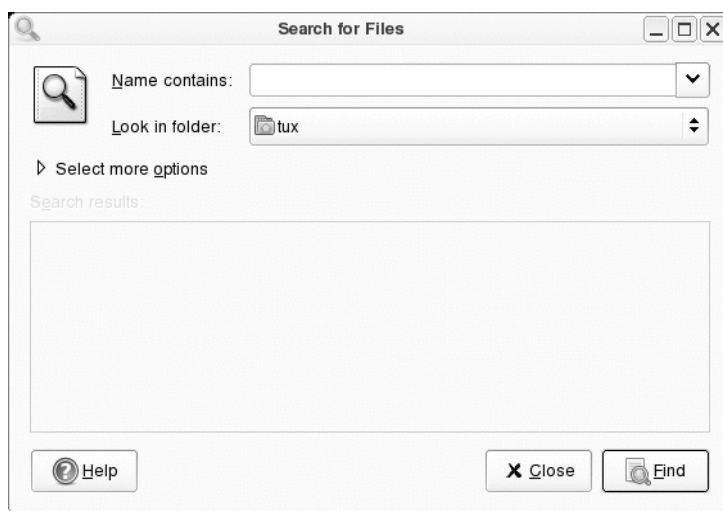 Search for Files
Name contains:
Look in folder: tux
Select more options
Search results:
Help Close Find